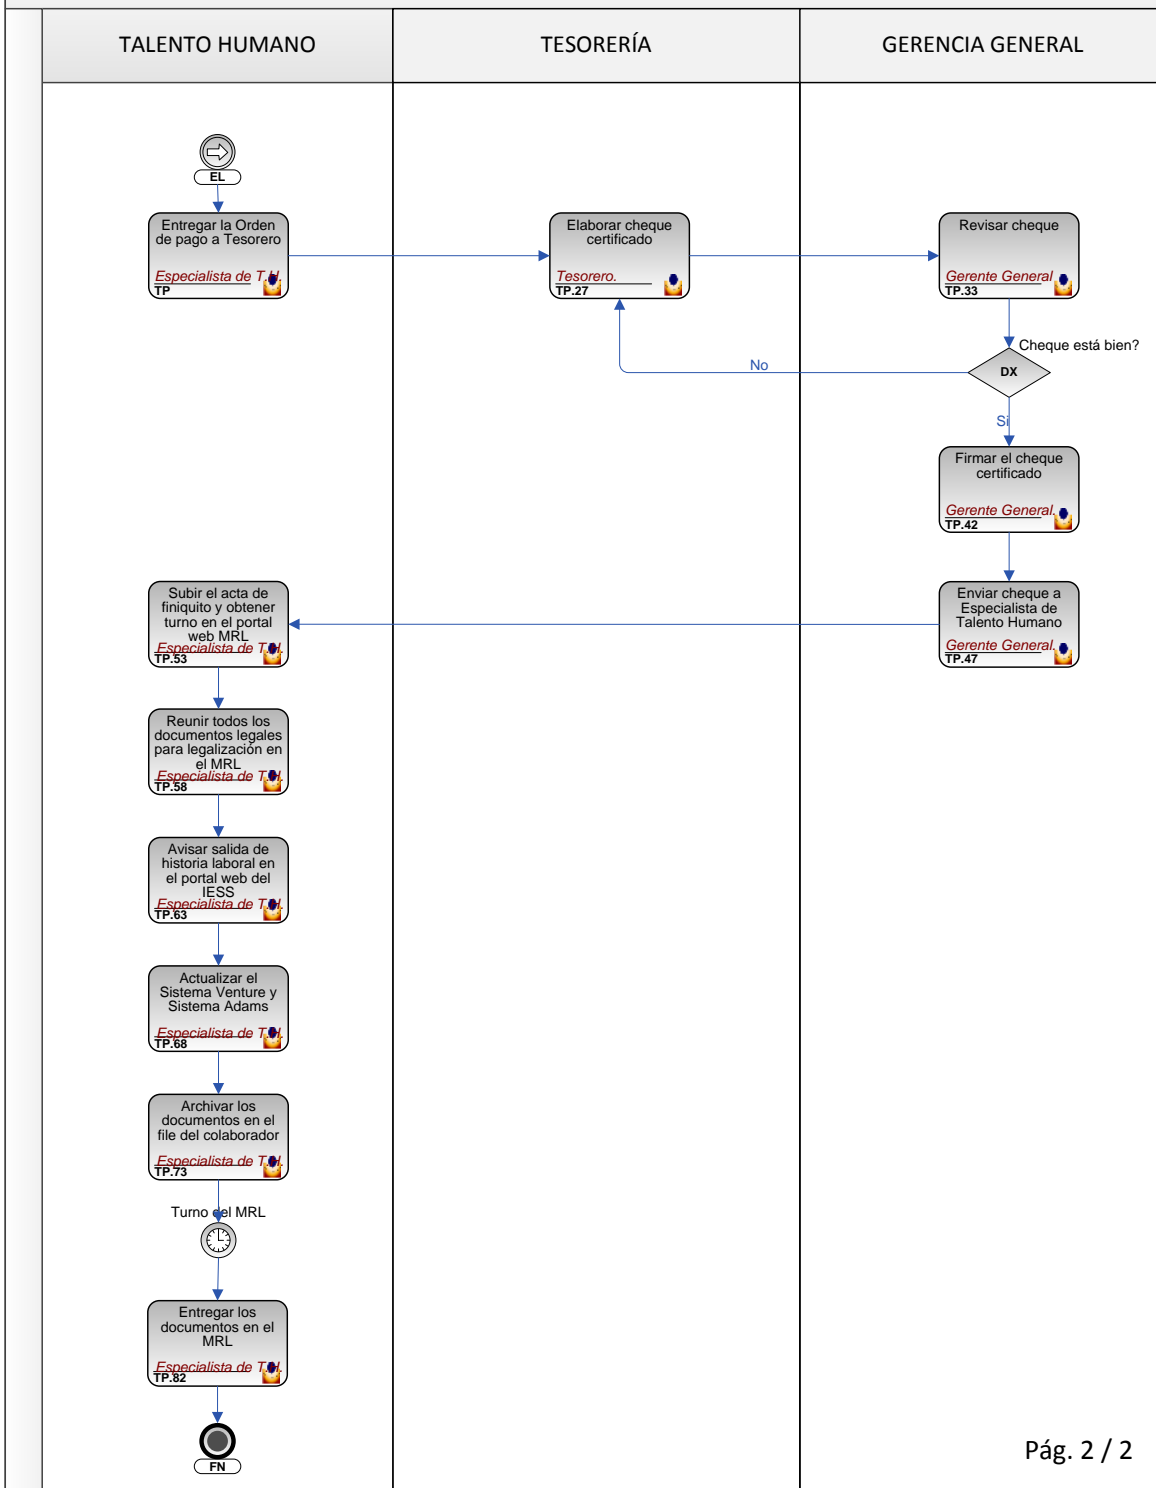 TALENTO HUMANO
TESORERÍA
GERENCIA GENERAL
EL
Entregar la Orden
de pago a Tesorero
Especialista de T.H.
TP
Elaborar cheque
certificado
Tesorero.
TP.27
Revisar cheque
Gerente General
TP.33
Cheque está bien?
DX
No
Si
Firmar el cheque
certificado
Gerente General.
TP.42
Enviar cheque a
Especialista de
Talento Humano
Gerente General.
TP.47
Subir el acta de
finiquito y obtener
turno en el portal
web MRL
Especialista de T.H.
TP.53
Reunir todos los
documentos legales
para legalización en
el MRL
Especialista de T.H.
TP.58
Avisar salida de
historia laboral en
el portal web del
IESS
Especialista de T.H.
TP.63
Actualizar el
Sistema Venture y
Sistema Adams
Especialista de T.H.
TP.68
Archivar los
documentos en el
file del colaborador
Especialista de T.H.
TP.73
Turno del MRL
Entregar los
documentos en el
MRL
Especialista de T.H.
TP.82
FN
Pág. 2 / 2